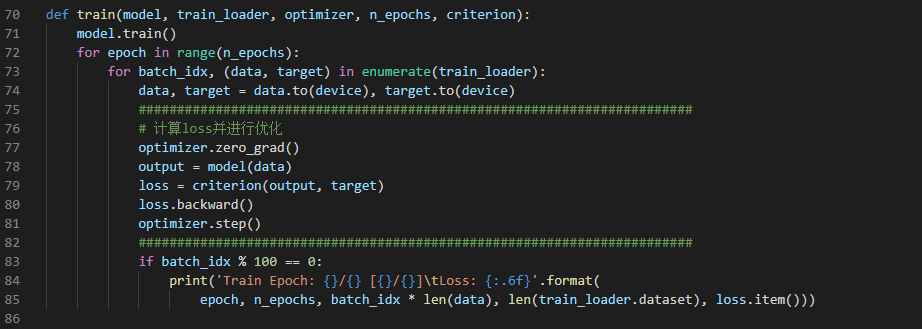 70 def train(model, train_loader, optimizer, n_epochs, criterion):
71     model.train()
72     for epoch in range(n_epochs):
73         for batch_idx, (data, target) in enumerate(train_loader):
74             data, target = data.to(device), target.to(device)
75             ########################################################################
76             # 计算loss并进行优化
77             optimizer.zero_grad()
78             output = model(data)
79             loss = criterion(output, target)
80             loss.backward()
81             optimizer.step()
82             ########################################################################
83             if batch_idx % 100 == 0:
84                 print('Train Epoch: {}/{} [{}/{}]\tLoss: {:.6f}'.format(
85                     epoch, n_epochs, batch_idx * len(data), len(train_loader.dataset), loss.item()))
86